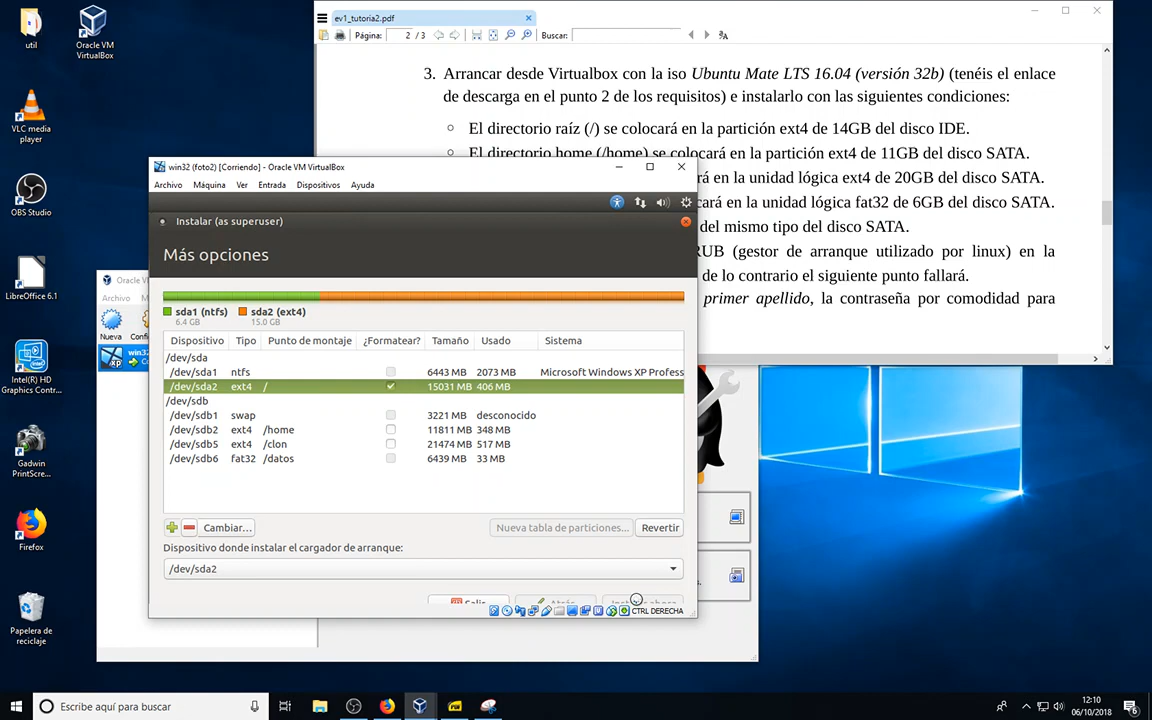 util
Oracle VM
VirtualBox
VLC media
player
OBS Studio
LibreOffice 6.1
Intel(R) HD
Graphics Contr...
Gadwin
PrintScre...
Firefox
Papelera de
reciclaje
ev1_tutoria2.pdf
Página:
2 / 3
Buscar:
3. Arrancar desde Virtualbox con la iso Ubuntu Mate LTS 16.04 (versión 32b) (tenéis el enlace
de descarga en el punto 2 de los requisitos) e instalarlo con las siguientes condiciones:
El directorio raíz (/) se colocará en la partición ext4 de 14GB del disco IDE.
El directorio home (/home) se colocará en la partición ext4 de 11GB del disco SATA.
rá en la unidad lógica ext4 de 20GB del disco SATA.
cará en la unidad lógica fat32 de 6GB del disco SATA.
del mismo tipo del disco SATA.
RUB (gestor de arranque utilizado por linux) en la
de lo contrario el siguiente punto fallará.
primer apellido, la contraseña por comodidad para
Oracle V
Archivo
Nueva
Confi
win32
win32 (foto2) [Corriendo] - Oracle VM VirtualBox
Archivo Máquina Ver Entrada Dispositivos Ayuda
Instalar (as superuser)
Más opciones
sda1 (ntfs) sda2 (ext4)
6.4 GB 15.0 GB
Dispositivo Tipo Punto de montaje ¿Formatear? Tamaño Usado Sistema
/dev/sda
/dev/sda1 ntfs 6443 MB 2073 MB Microsoft Windows XP Profess
/dev/sda2 ext4 / 15031 MB 406 MB
/dev/sdb
/dev/sdb1 swap 3221 MB desconocido
/dev/sdb2 ext4 /home 11811 MB 348 MB
/dev/sdb5 ext4 /clon 21474 MB 517 MB
/dev/sdb6 fat32 /datos 6439 MB 33 MB
Cambiar... Nueva tabla de particiones... Revertir
Dispositivo donde instalar el cargador de arranque:
/dev/sda2
Salir
Atrás
CTRL DERECHA
Escribe aquí para buscar
12:10
06/10/2018